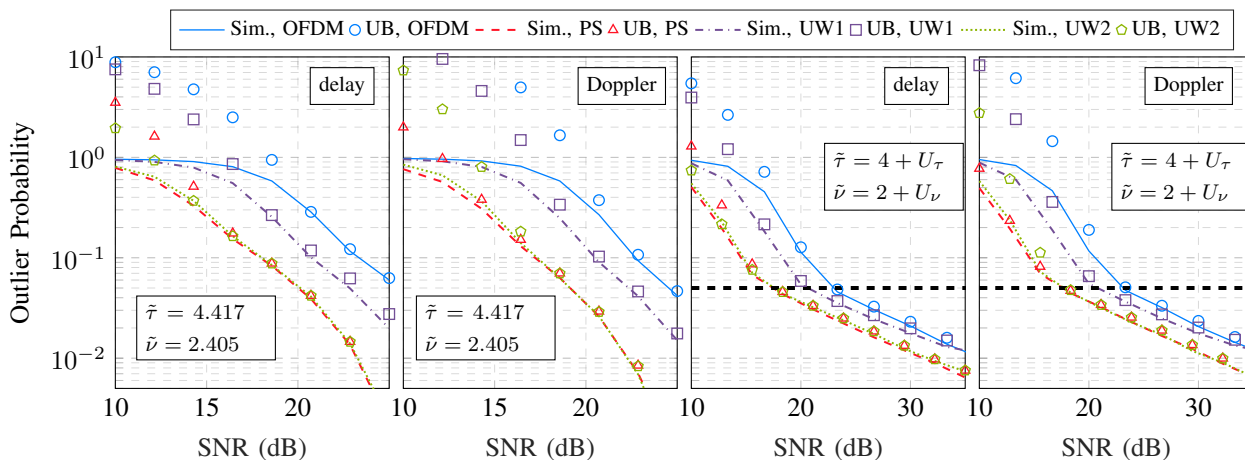 Sim., OFDM UB, OFDM Sim., PS UB, PS Sim., UW1 UB, UW1 Sim., UW2 UB, UW2
Outlier Probability
10^1
10^0
10^−1
10^−2
delay
τ̃ = 4.417
ν̃ = 2.405
10 15 20
SNR (dB)
Doppler
τ̃ = 4.417
ν̃ = 2.405
10 15 20
SNR (dB)
delay
τ̃ = 4 + U_τ
ν̃ = 2 + U_ν
10 20 30
SNR (dB)
Doppler
τ̃ = 4 + U_τ
ν̃ = 2 + U_ν
10 20 30
SNR (dB)